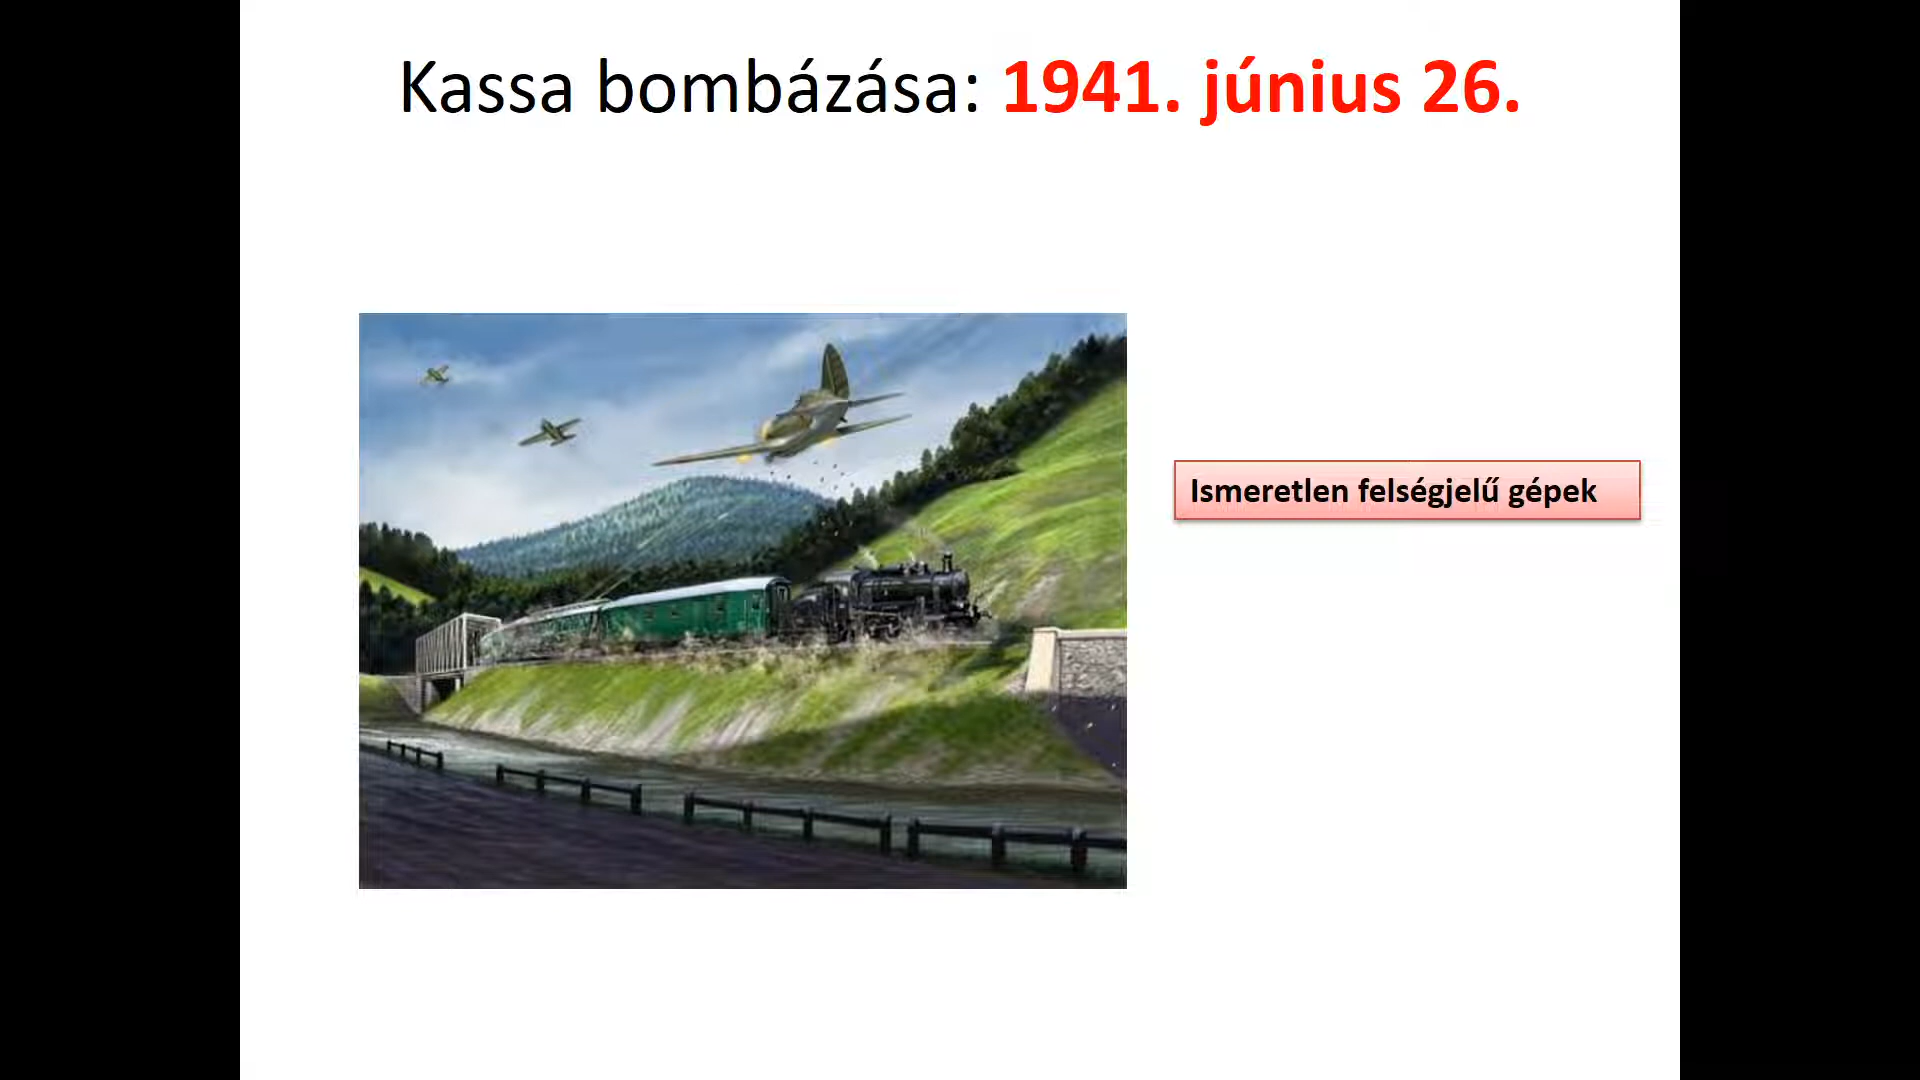 Kassa bombázása: 1941. június 26.
Ismeretlen felségjelű gépek